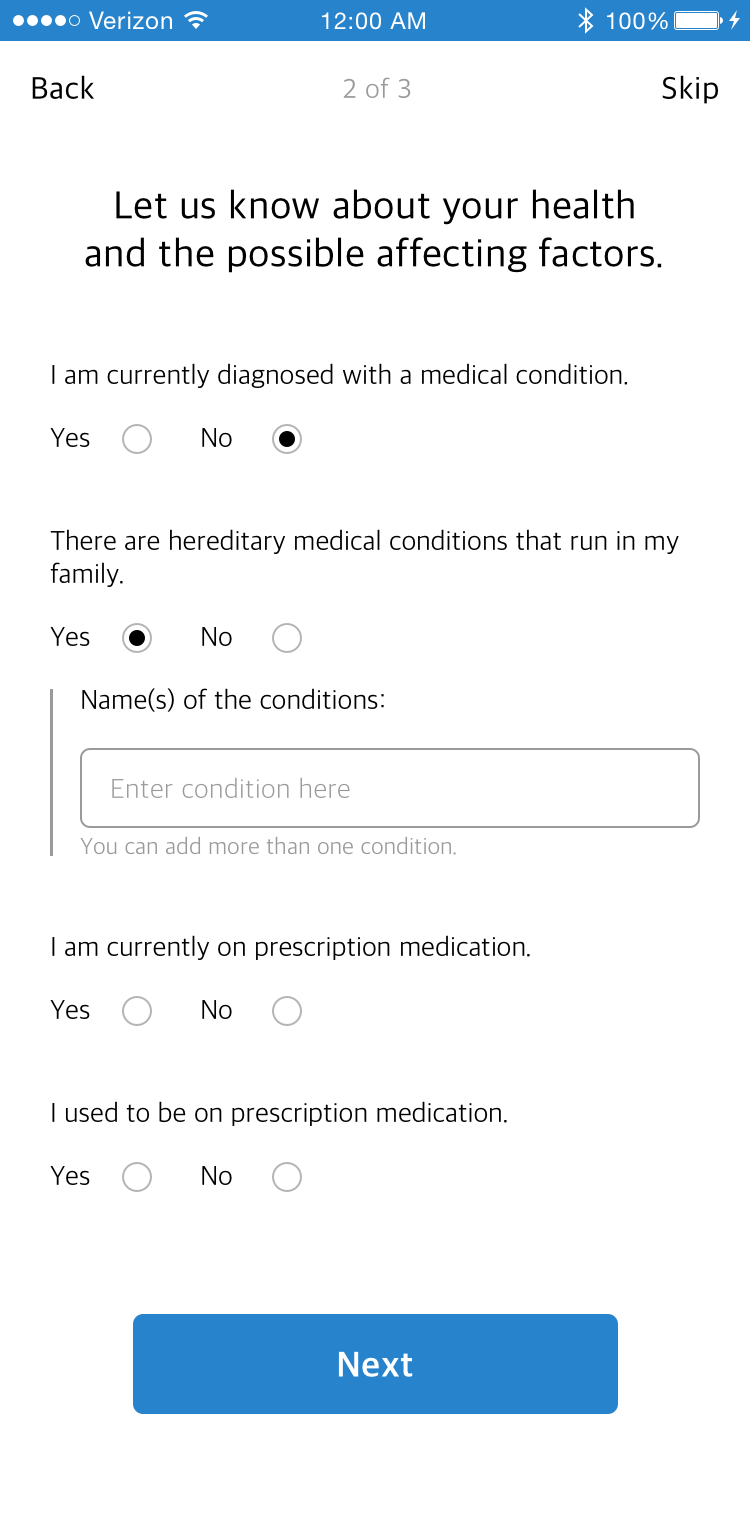 Verizon 12:00 AM 100%
Back 2 of 3 Skip
Let us know about your health
and the possible affecting factors.
I am currently diagnosed with a medical condition.
Yes No
There are hereditary medical conditions that run in my
family.
Yes No
Name(s) of the conditions:
Enter condition here
You can add more than one condition.
I am currently on prescription medication.
Yes No
I used to be on prescription medication.
Yes No
Next